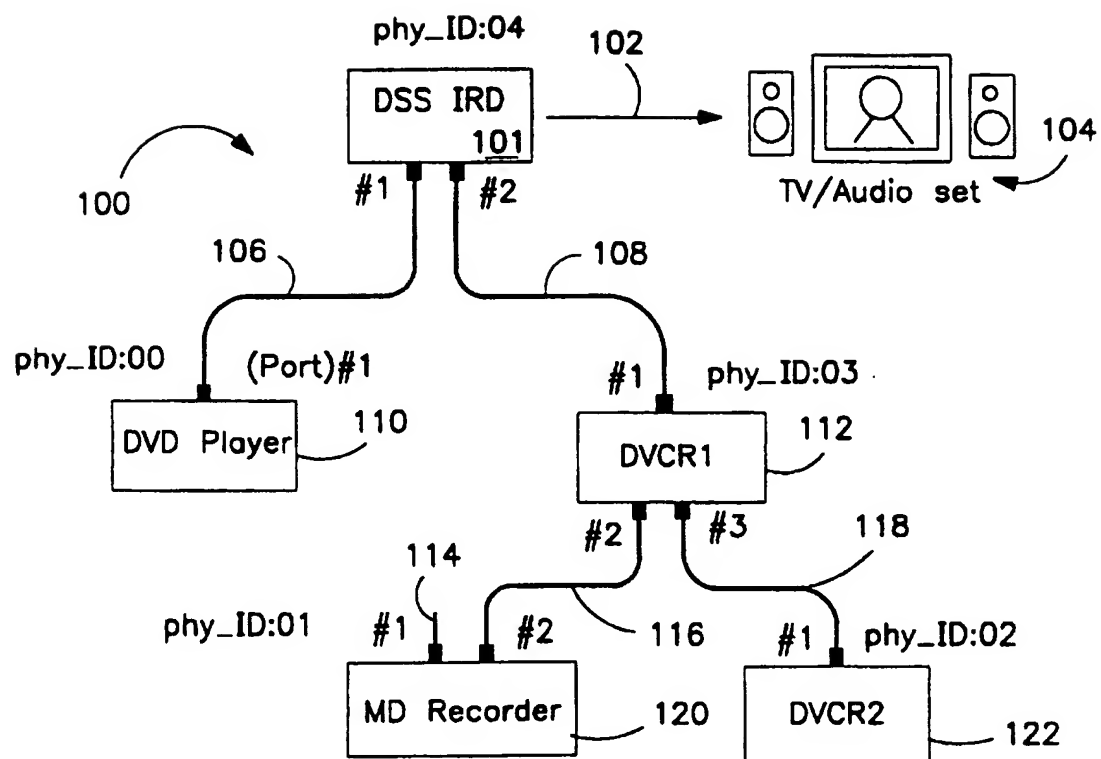 phy_ID:04
102
DSS IRD
101
104
#1
#2
TV/Audio set
100
106
108
phy_ID:00
(Port)#1
#1
phy_ID:03
DVD Player
110
DVCR1
112
#2
#3
118
114
phy_ID:01
#1
#2
116
#1
phy_ID:02
MD Recorder
120
DVCR2
122